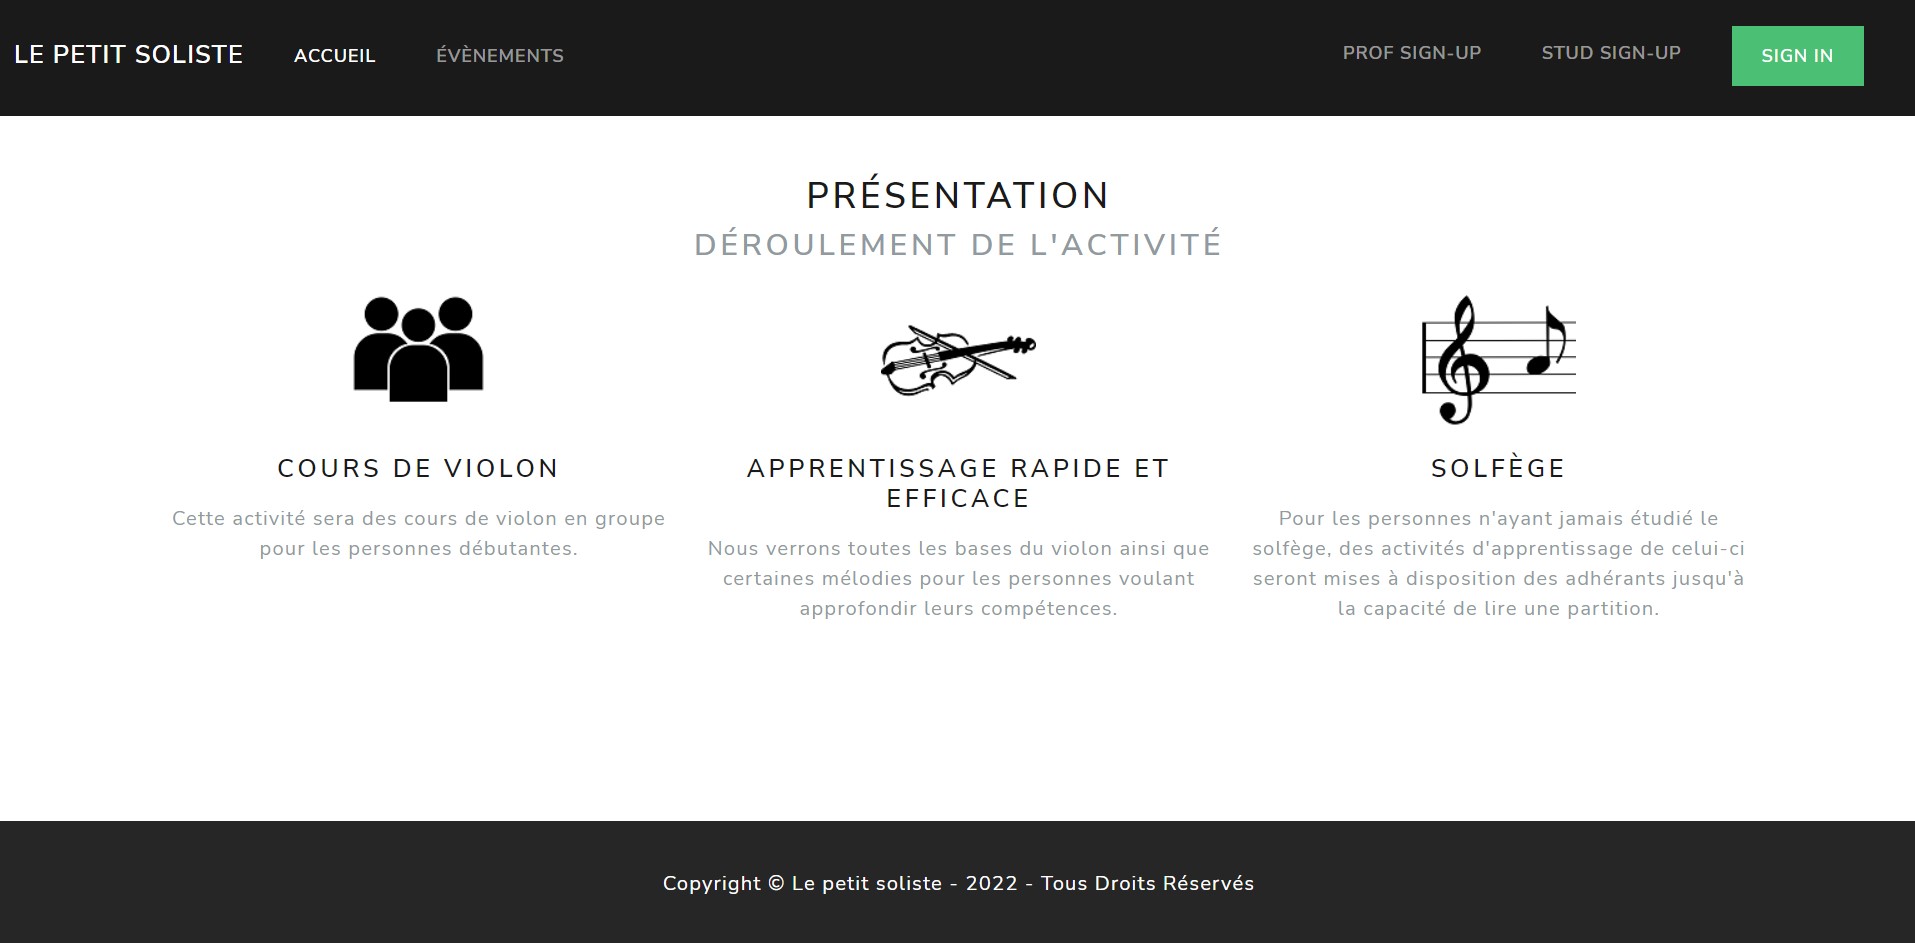 LE PETIT SOLISTE
ACCUEIL
ÉVÈNEMENTS
PROF SIGN-UP
STUD SIGN-UP
SIGN IN
PRÉSENTATION
DÉROULEMENT DE L'ACTIVITÉ
COURS DE VIOLON
Cette activité sera des cours de violon en groupe
pour les personnes débutantes.
APPRENTISSAGE RAPIDE ET
EFFICACE
Nous verrons toutes les bases du violon ainsi que
certaines mélodies pour les personnes voulant
approfondir leurs compétences.
SOLFÈGE
Pour les personnes n'ayant jamais étudié le
solfège, des activités d'apprentissage de celui-ci
seront mises à disposition des adhérants jusqu'à
la capacité de lire une partition.
Copyright © Le petit soliste - 2022 - Tous Droits Réservés